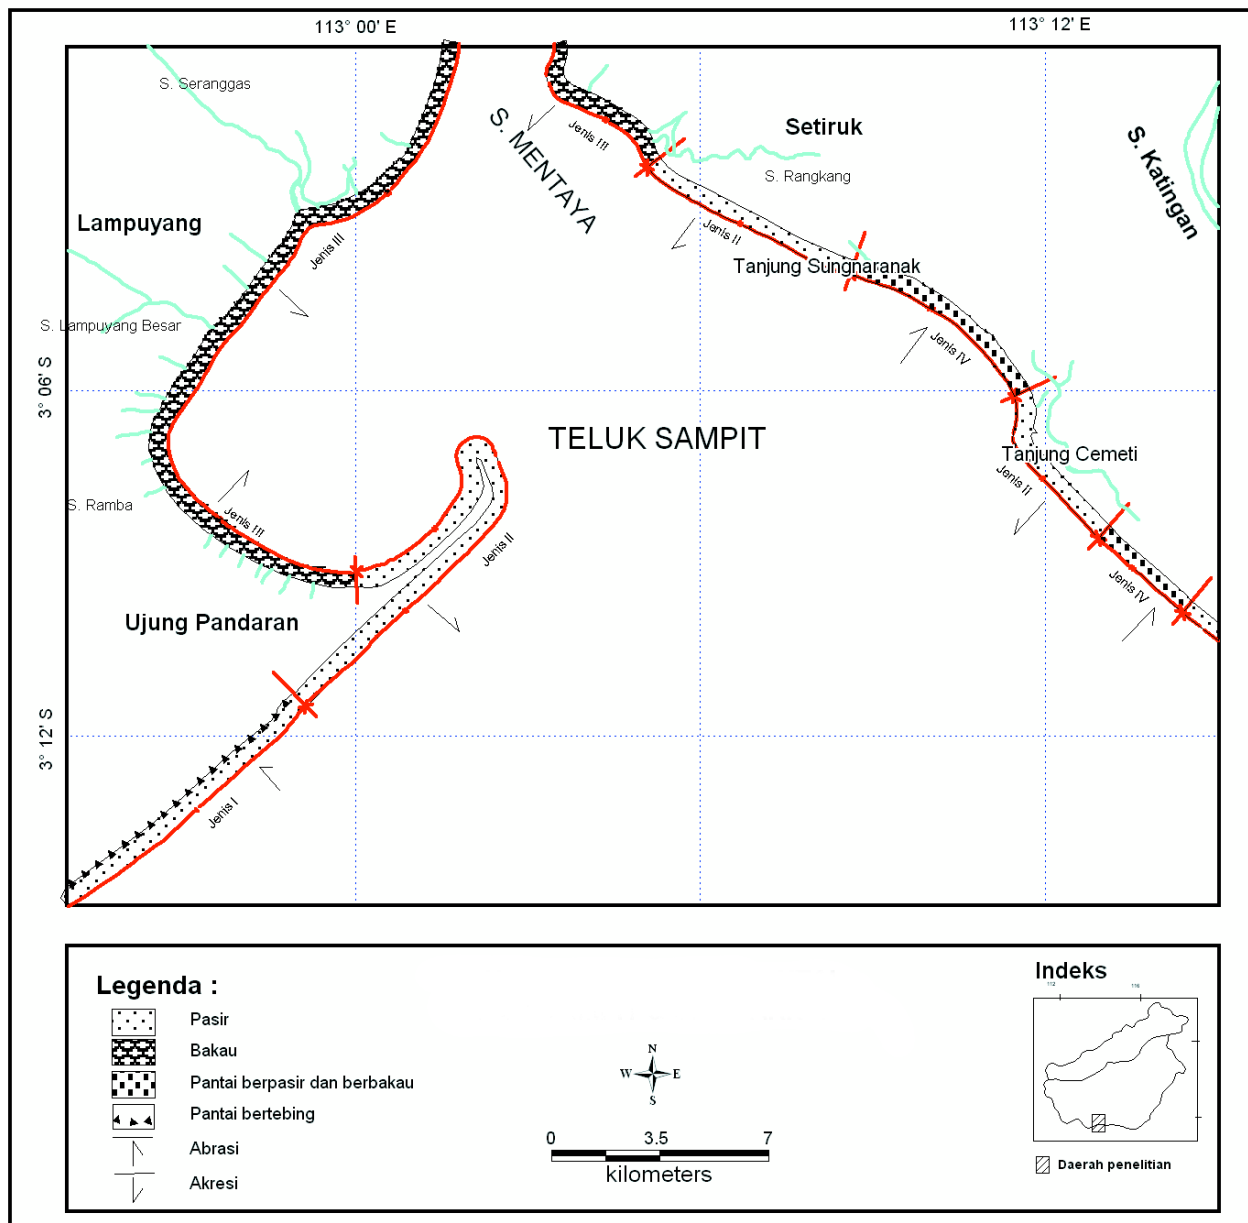 113° 00' E
113° 12' E
S. Seranggas
S. MENTAYA
Jenis III
Setiruk
S. Katingan
S. Rangkang
Lampuyang
Jenis III
Jenis II
Tanjung Sungnaranak
S. Lampuyang Besar
Jenis IV
3° 06' S
TELUK SAMPIT
Tanjung Cemeti
Jenis II
S. Ramba
Jenis III
Jenis II
Jenis IV
Ujung Pandaran
3° 12' S
Jenis I
Legenda :
Pasir
Bakau
Pantai berpasir dan berbakau
Pantai bertebing
Abrasi
Akresi
N
W E
S
0 3.5 7
kilometers
Indeks
112 116
Daerah penelitian